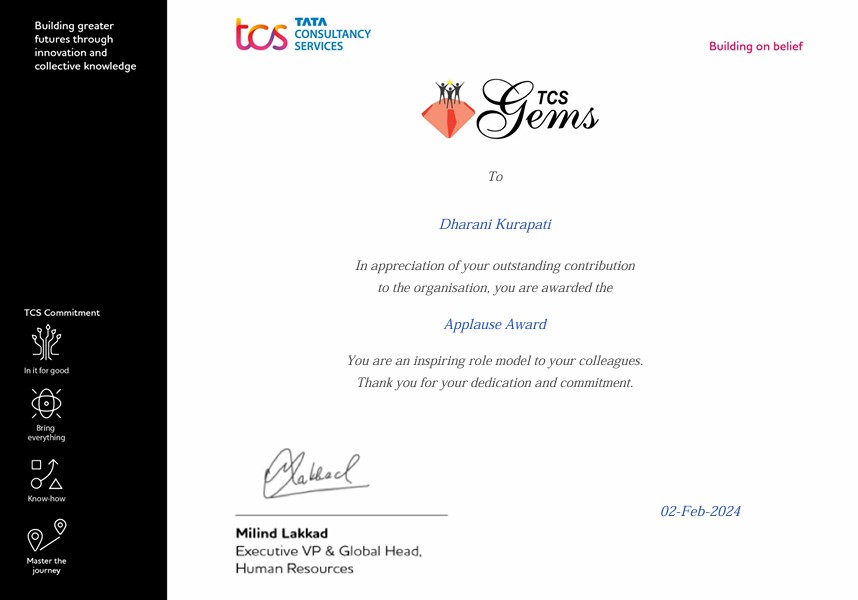 Building greater
futures through
innovation and
collective knowledge
tcs
TATA
CONSULTANCY
SERVICES
Building on belief
TCS
Gems
To
Dharani Kurapati
In appreciation of your outstanding contribution
to the organisation, you are awarded the
Applause Award
You are an inspiring role model to your colleagues.
Thank you for your dedication and commitment.
TCS Commitment
In it for good
Bring
everything
Know-how
Master the
journey
Lakkad
02-Feb-2024
Milind Lakkad
Executive VP & Global Head,
Human Resources